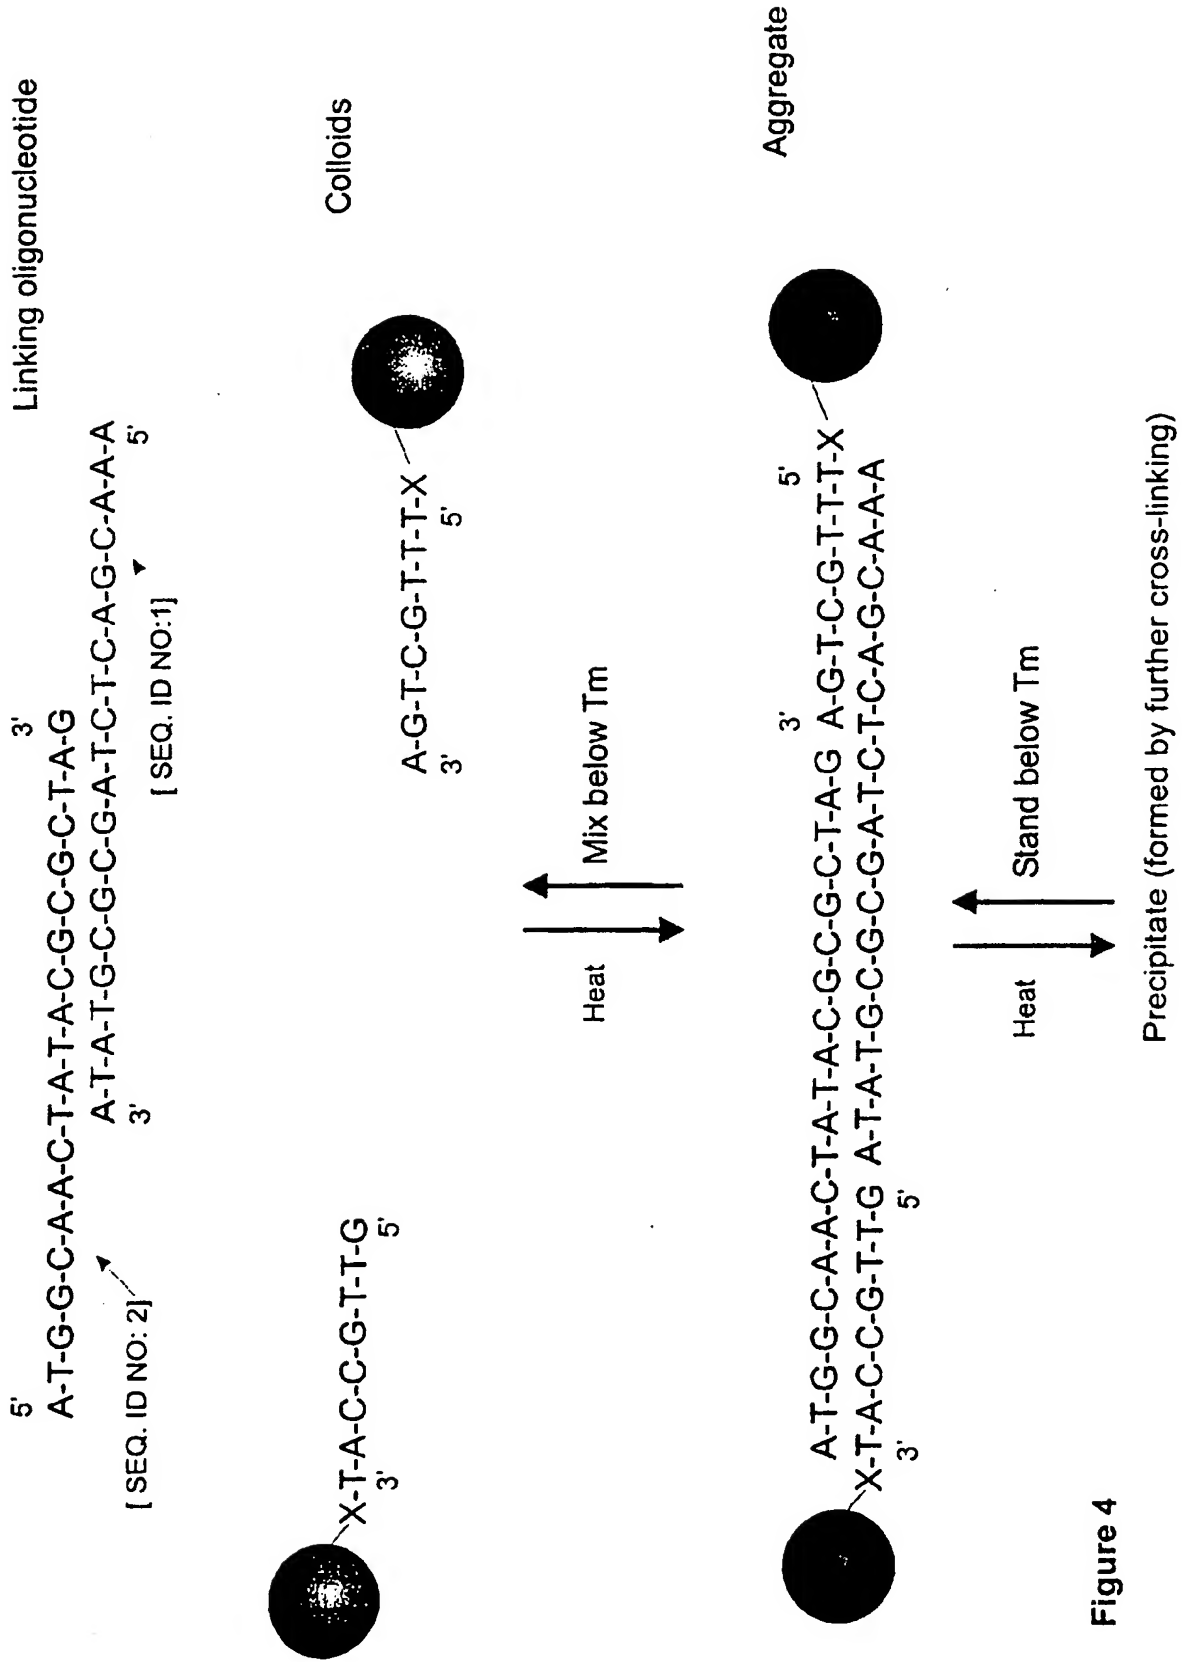 Linking oligonucleotide
5'
3'
A-T-G-G-C-A-A-C-T-A-T-A-C-G-C-G-C-T-A-G
A-T-A-T-G-C-G-C-G-A-T-C-T-C-A-G-C-A-A-A
3'
5'
[ SEQ. ID NO: 2]
[ SEQ. ID NO:1]
Colloids
X-T-A-C-C-G-T-T-G
3'
5'
A-G-T-C-G-T-T-T-X
3'
5'
Heat
Mix below Tm
Aggregate
3'
5'
A-T-G-G-C-A-A-C-T-A-T-A-C-G-C-G-C-T-A-G A-G-T-C-G-T-T-T-X
X-T-A-C-C-G-T-T-G A-T-A-T-G-C-G-C-G-A-T-C-T-C-A-G-C-A-A-A
3'
5'
Heat
Stand below Tm
Precipitate (formed by further cross-linking)
Figure 4